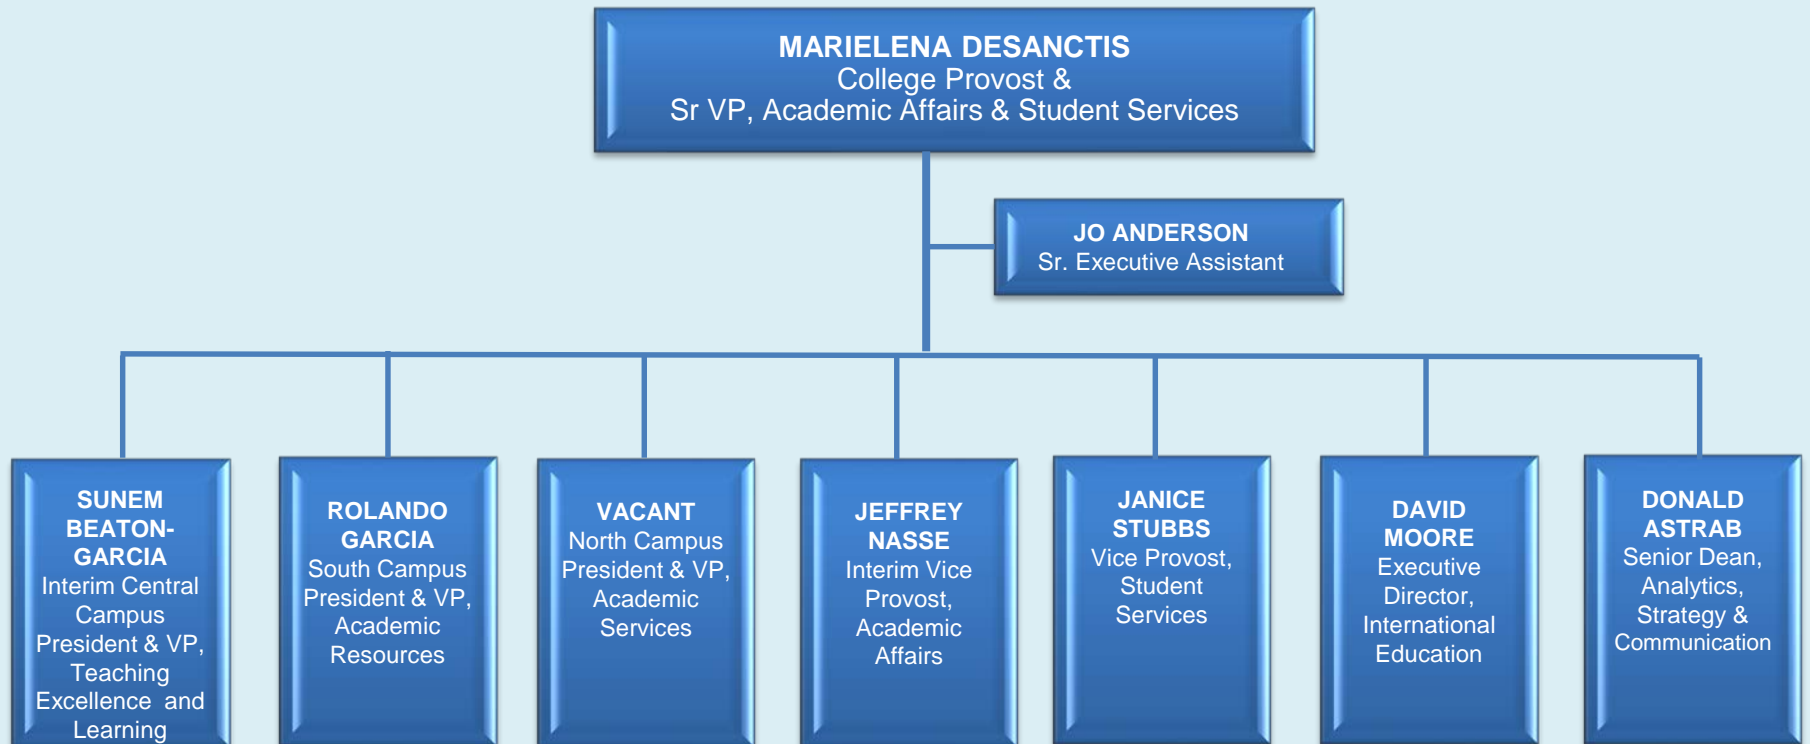 MARIELENA DESANCTIS
College Provost &
Sr VP, Academic Affairs & Student Services
JO ANDERSON
Sr. Executive Assistant
SUNEM
BEATON-
GARCIA
Interim Central
Campus
President & VP,
Teaching
Excellence and
Learning
ROLANDO
GARCIA
South Campus
President & VP,
Academic
Resources
VACANT
North Campus
President & VP,
Academic
Services
JEFFREY
NASSE
Interim Vice
Provost,
Academic
Affairs
JANICE
STUBBS
Vice Provost,
Student
Services
DAVID
MOORE
Executive
Director,
International
Education
DONALD
ASTRAB
Senior Dean,
Analytics,
Strategy &
Communication